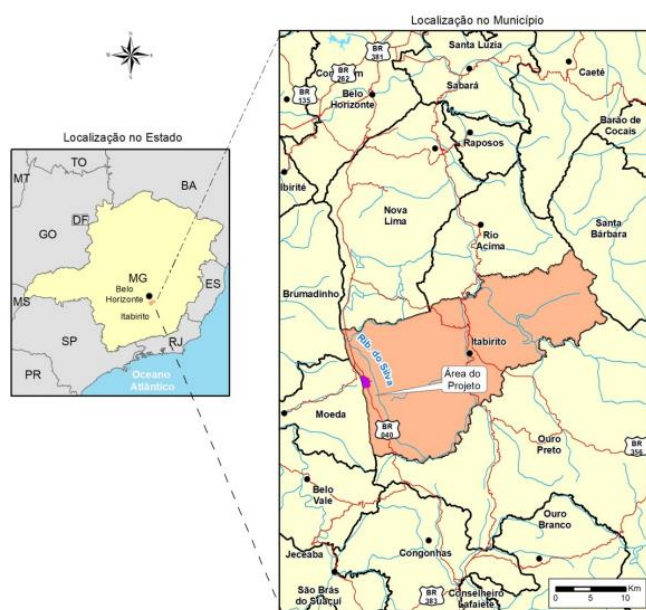 Localização no Estado
TO
MT
BA
DF
GO
MG
Belo
Horizonte
Itabirito
ES
MS
SP
RJ
PR
Oceano
Atlântico
Localização no Município
BR
381
Santa Luzia
BR
262
Belo
Horizonte
Sabará
Caeté
BR
135
Barão de
Cocais
Raposos
Ibirité
Nova
Lima
Rio
Acima
Santa
Bárbara
Brumadinho
Rib. do Silva
Itabirito
Área do
Projeto
Moeda
BR
040
Ouro
Preto
BR
356
Belo
Vale
Ouro
Branco
Jeceaba
Congonhas
São Brás
do Suaçuí
BR
383
Conselheiro
Lafaiete
Km
0 5 10